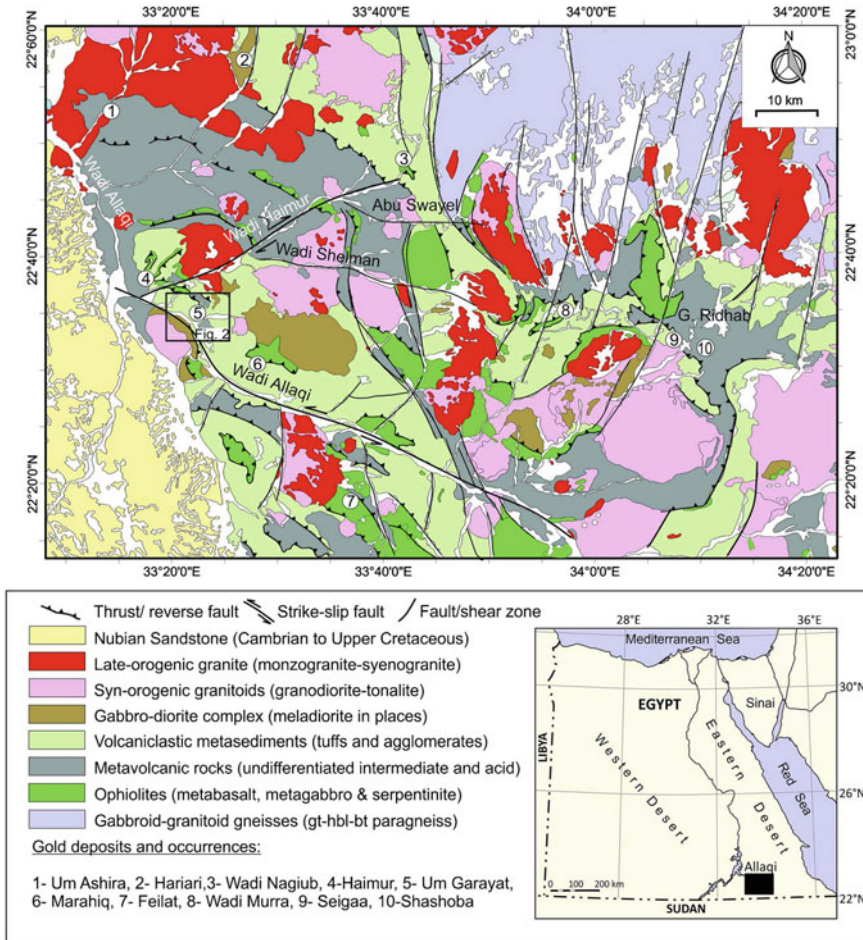 33°20'0"E 33°40'0"E 34°0'0"E 34°20'0"E
22°60'0"N
23°0'0"N
N
10 km
2
1
3
Wadi Allaqi
Wadi Haimur
Abu Swayel
22°40'0"N
22°40'0"N
Wadi Sheiman
4
5
Fig. 2
8
G. Ridhab
9
10
6
Wadi Allaqi
22°20'0"N
22°20'0"N
7
33°20'0"E 33°40'0"E 34°0'0"E 34°20'0"E
Thrust/ reverse fault Strike-slip fault Fault/shear zone
Nubian Sandstone (Cambrian to Upper Cretaceous)
Late-orogenic granite (monzogranite-syenogranite)
Syn-orogenic granitoids (granodiorite-tonalite)
Gabbro-diorite complex (meladiorite in places)
Volcaniclastic metasediments (tuffs and agglomerates)
Metavolcanic rocks (undifferentiated intermediate and acid)
Ophiolites (metabasalt, metagabbro & serpentinite)
Gabbroid-granitoid gneisses (gt-hbl-bt paragneiss)
Gold deposits and occurrences:
1- Um Ashira, 2- Hariari,3- Wadi Nagiub, 4-Haimur, 5- Um Garayat,
6- Marahiq, 7- Feilat, 8- Wadi Murra, 9- Seigaa, 10-Shashoba
28°E 32°E 36°E
Mediterranean Sea
30°N
EGYPT
Sinai
LIBYA
Western Desert
Eastern Desert
Red Sea
26°N
Allaqi
0 100 200 km
22°N
SUDAN